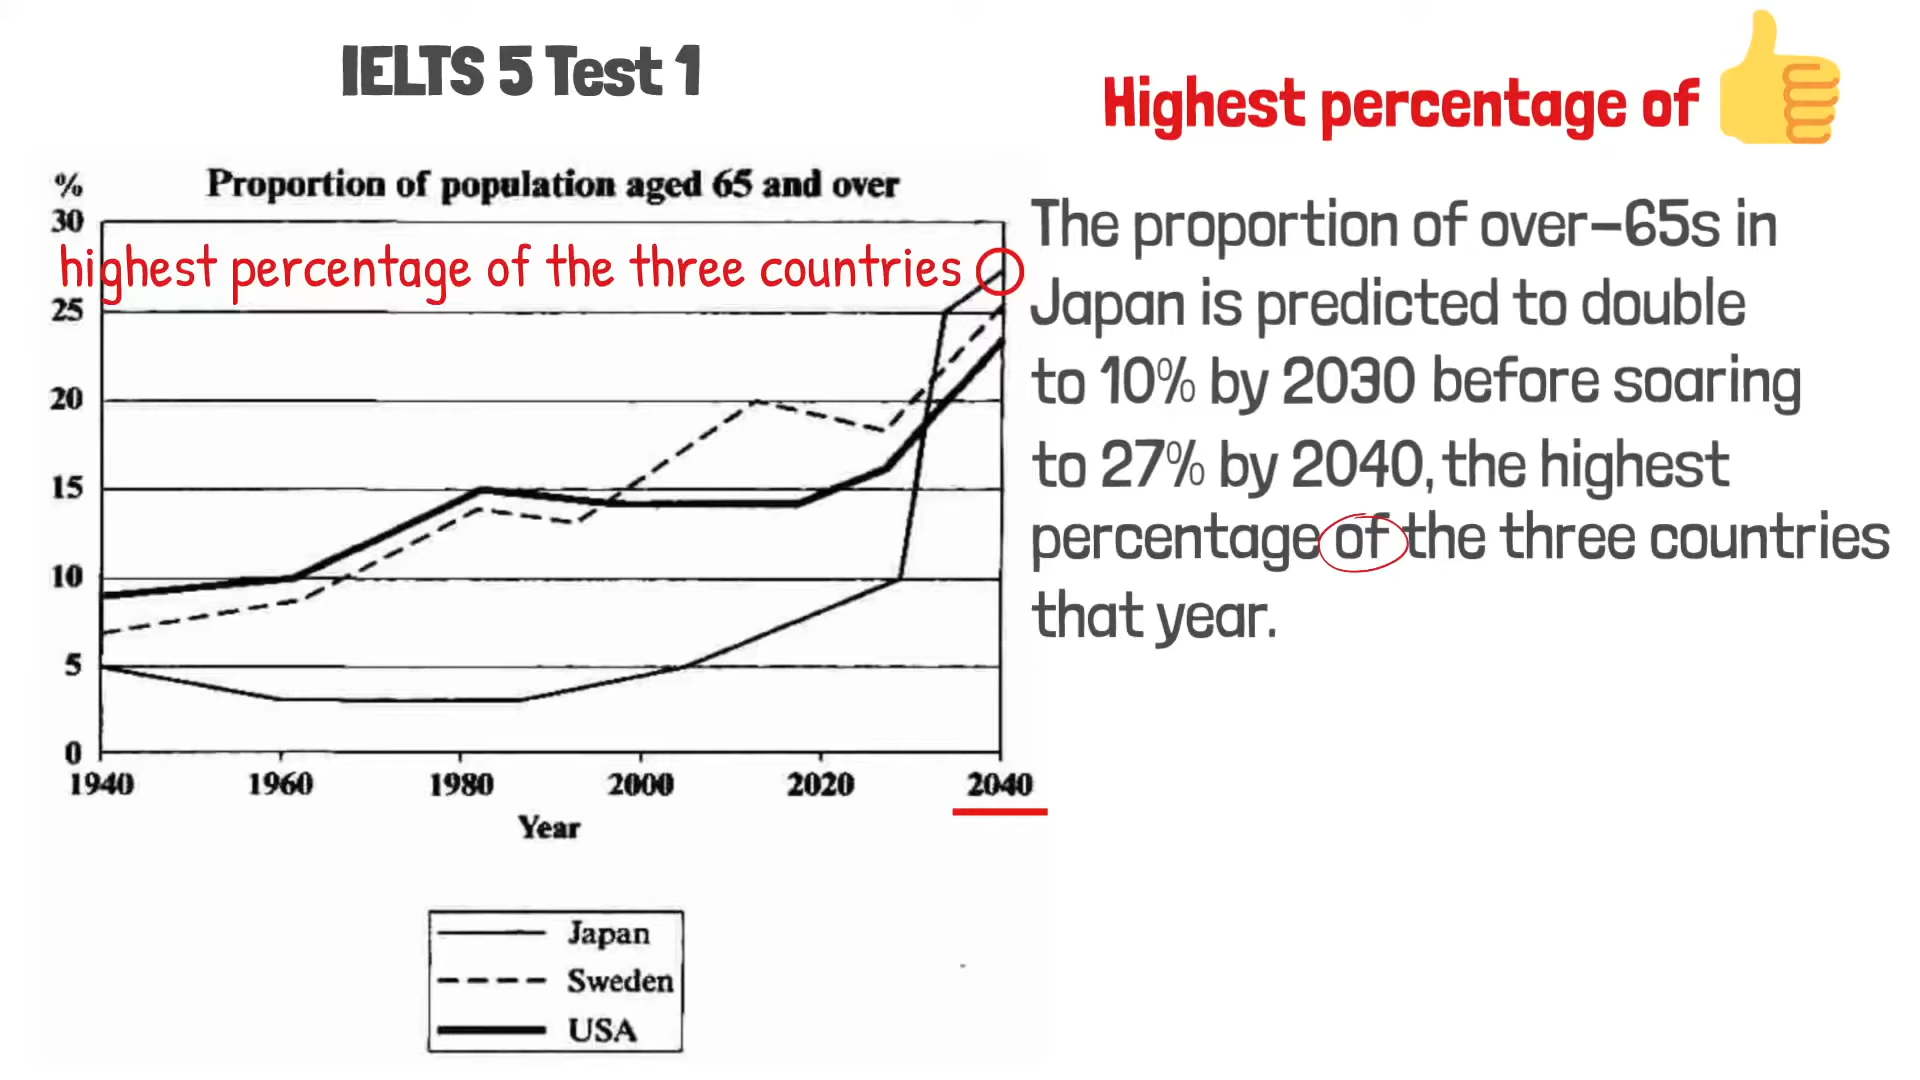 IELTS 5 Test 1
Highest percentage of
% Proportion of population aged 65 and over
30
highest percentage of the three countries
25
20
15
10
5
0
1940 1960 1980 2000 2020 2040
Year
Japan
Sweden
USA
The proportion of over-65s in
Japan is predicted to double
to 10% by 2030 before soaring
to 27% by 2040, the highest
percentage of the three countries
that year.